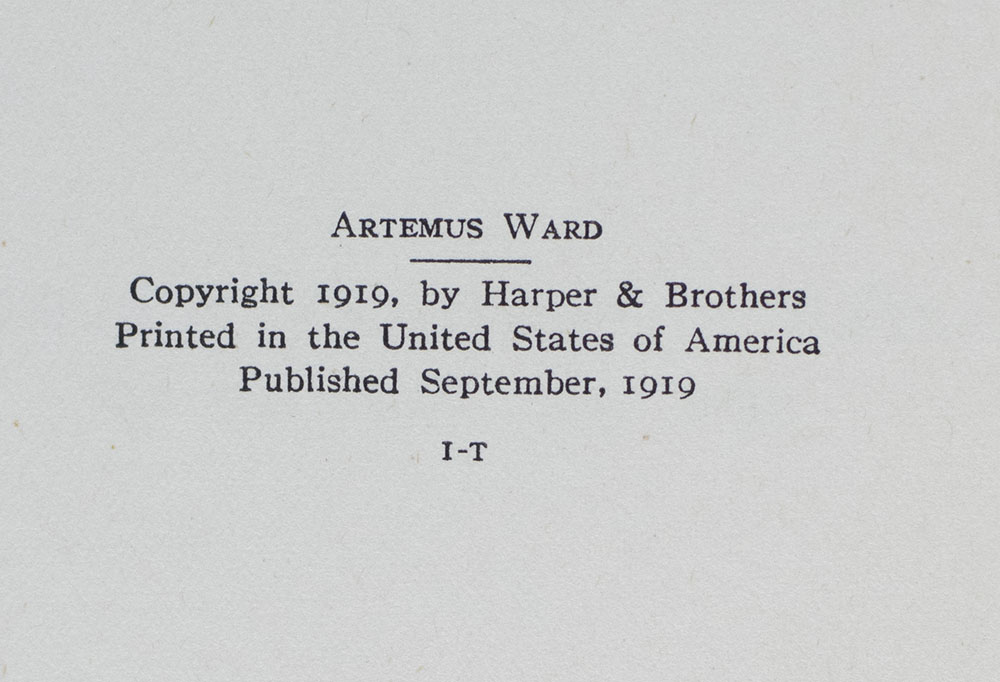 ARTEMUS WARD
Copyright 1919, by Harper & Brothers
Printed in the United States of America
Published September, 1919
I-T